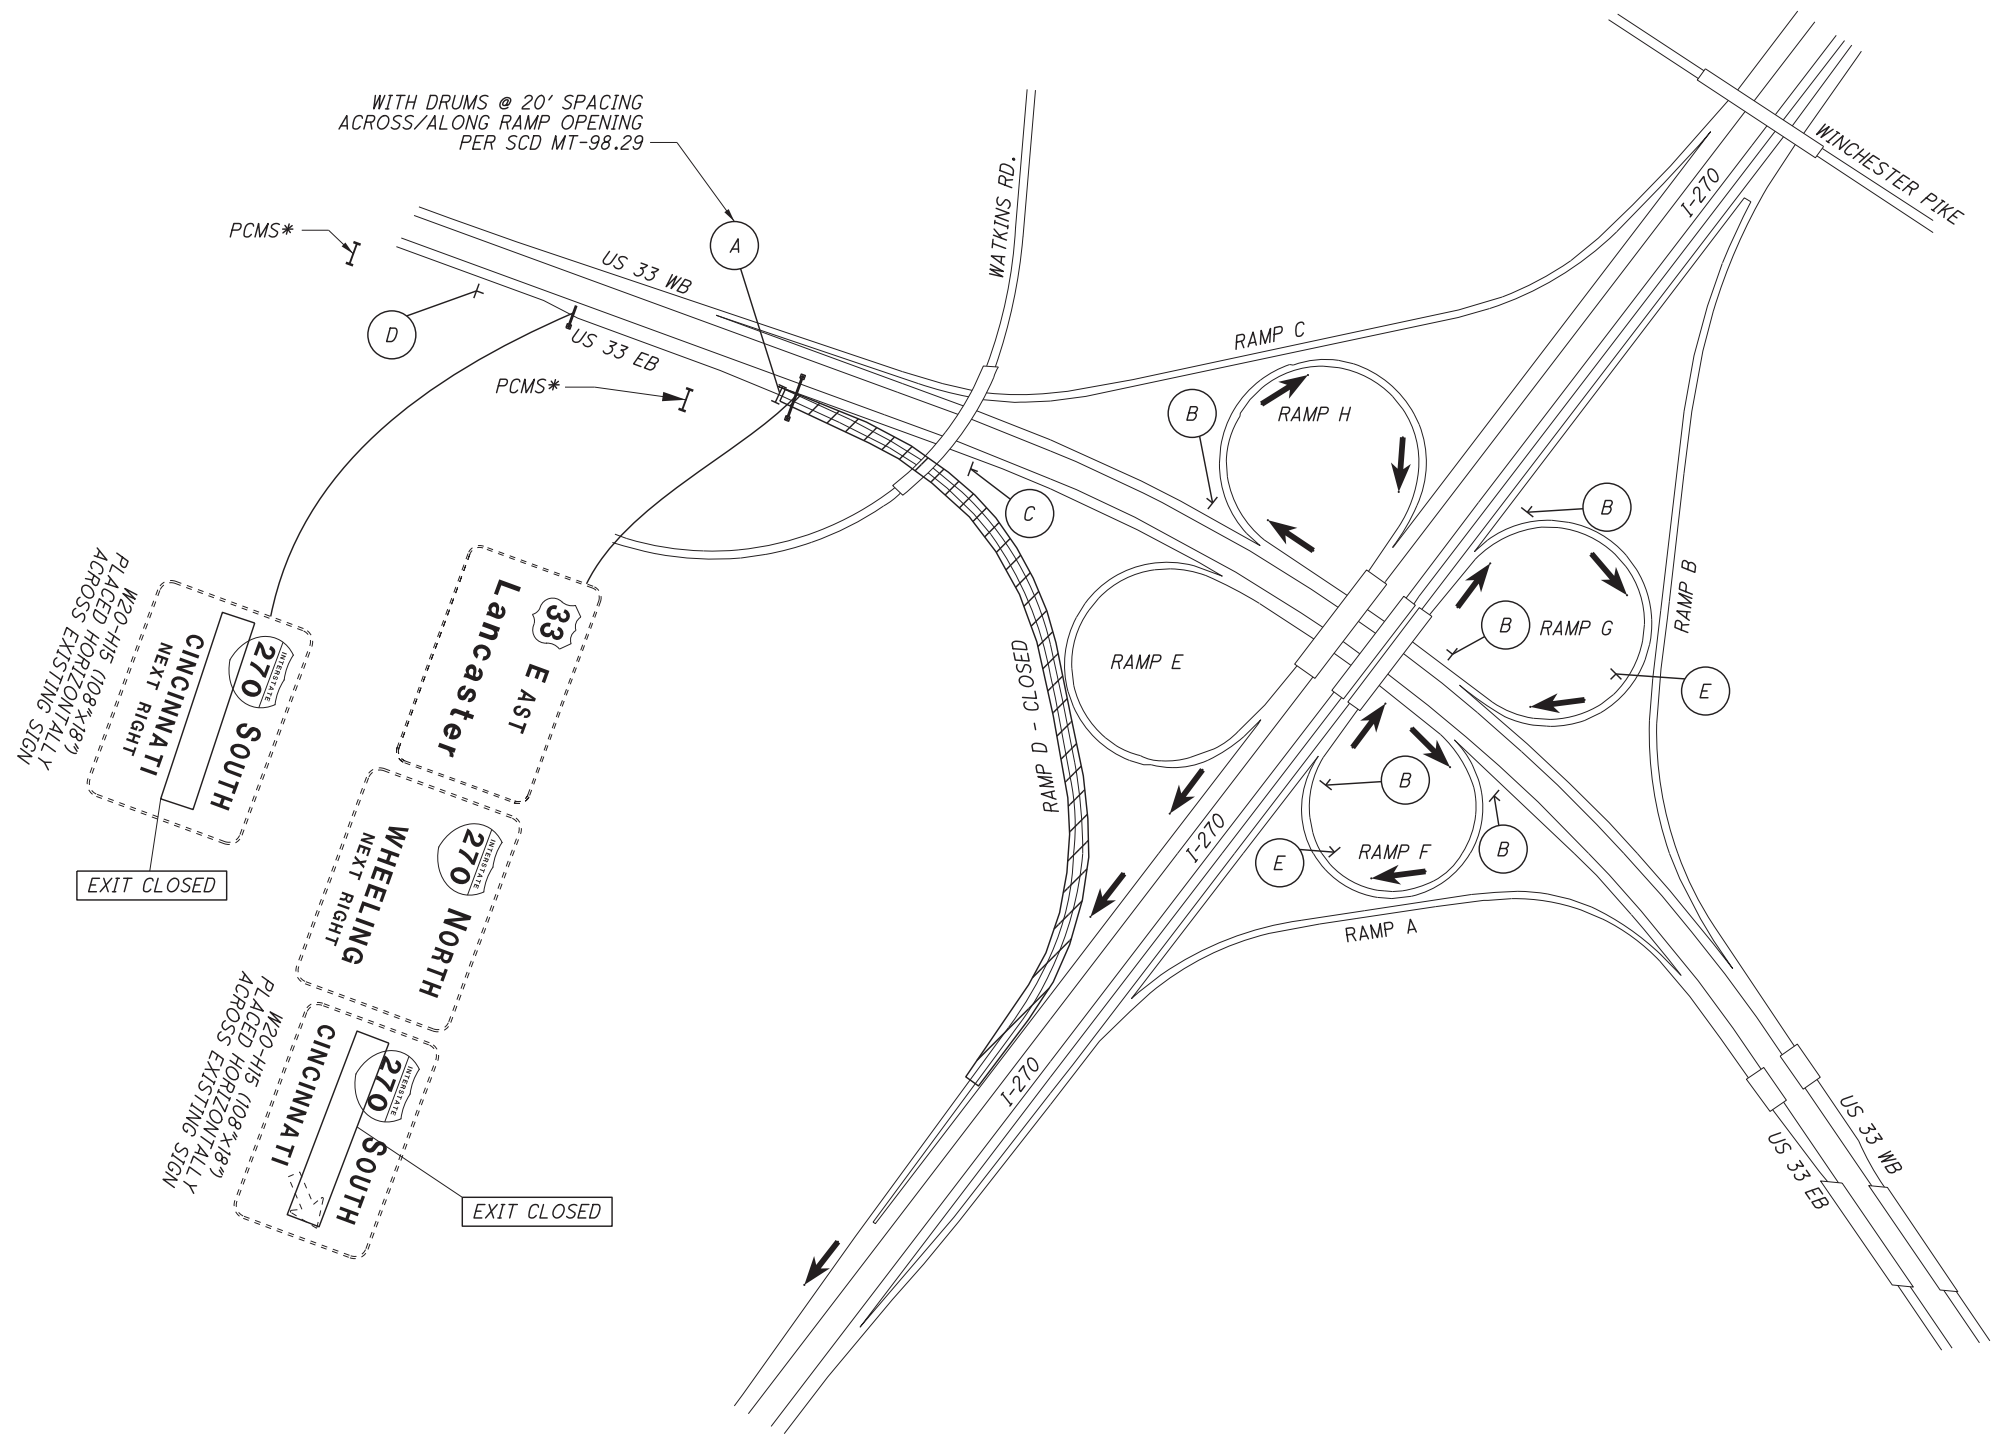 WITH DRUMS @ 20' SPACING
ACROSS/ALONG RAMP OPENING
PER SCD MT-98.29
PCMS*
A
D
US 33 WB
US 33 EB
PCMS*
WATKINS RD.
WINCHESTER PIKE
I-270
RAMP C
B
RAMP H
C
B
B
RAMP G
RAMP B
E
RAMP E
RAMP D - CLOSED
B
I-270
E
RAMP F
B
RAMP A
I-270
US 33 WB
US 33 EB
W20-H15 (108"x18")
PLACED HORIZONTALLY
ACROSS EXISTING SIGN
INTERSTATE
270 SOUTH
CINCINNATI
NEXT RIGHT
EXIT CLOSED
33 EAST
Lancaster
INTERSTATE
270 NORTH
WHEELING
NEXT RIGHT
W20-H15 (108"x18")
PLACED HORIZONTALLY
ACROSS EXISTING SIGN
INTERSTATE
270 SOUTH
CINCINNATI
EXIT CLOSED